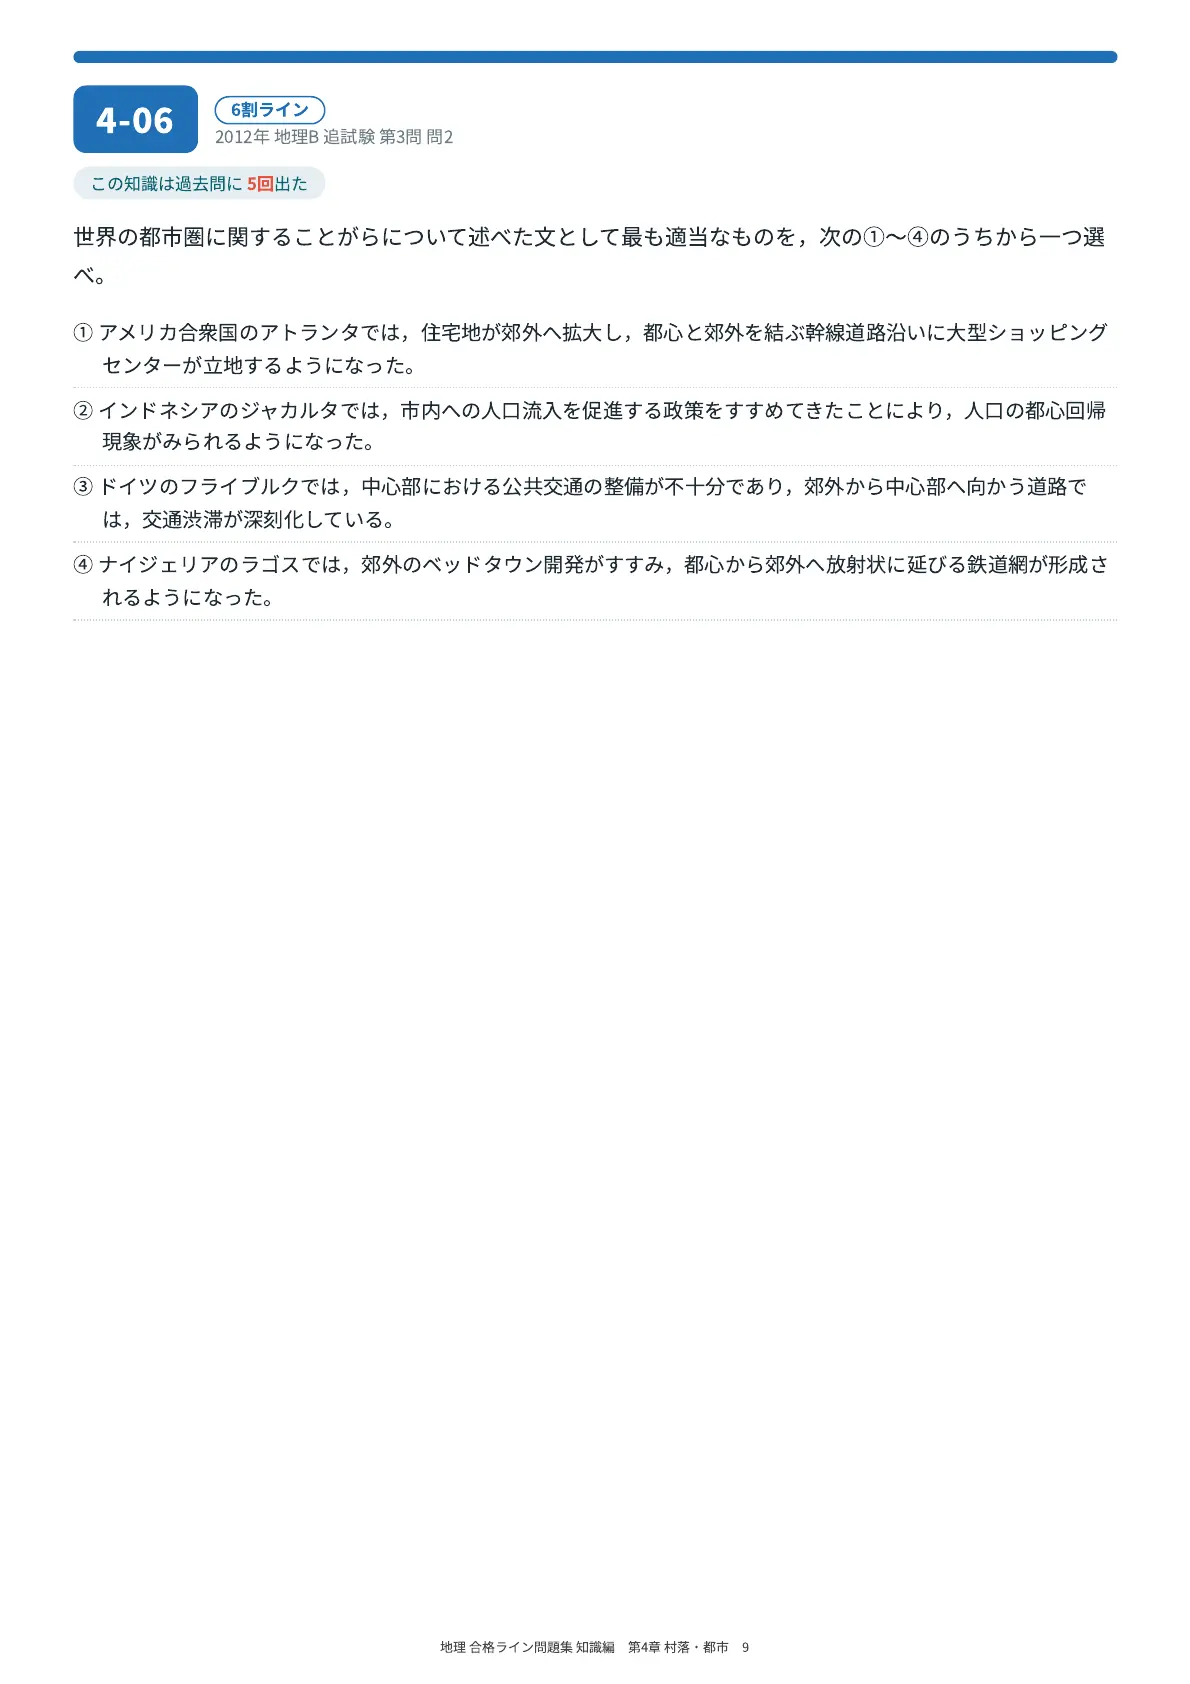 4-06
6割ライン
2012年 地理B 追試験 第3問 問2
この知識は過去問に 5回出た
世界の都市圏に関することがらについて述べた文として最も適当なものを，次の①～④のうちから一つ選
べ。
① アメリカ合衆国のアトランタでは，住宅地が郊外へ拡大し，都心と郊外を結ぶ幹線道路沿いに大型ショッピング
センターが立地するようになった。
② インドネシアのジャカルタでは，市内への人口流入を促進する政策をすすめてきたことにより，人口の都心回帰
現象がみられるようになった。
③ ドイツのフライブルクでは，中心部における公共交通の整備が不十分であり，郊外から中心部へ向かう道路で
は，交通渋滞が深刻化している。
④ ナイジェリアのラゴスでは，郊外のベッドタウン開発がすすみ，都心から郊外へ放射状に延びる鉄道網が形成さ
れるようになった。
地理 合格ライン問題集 知識編　第4章 村落・都市　9